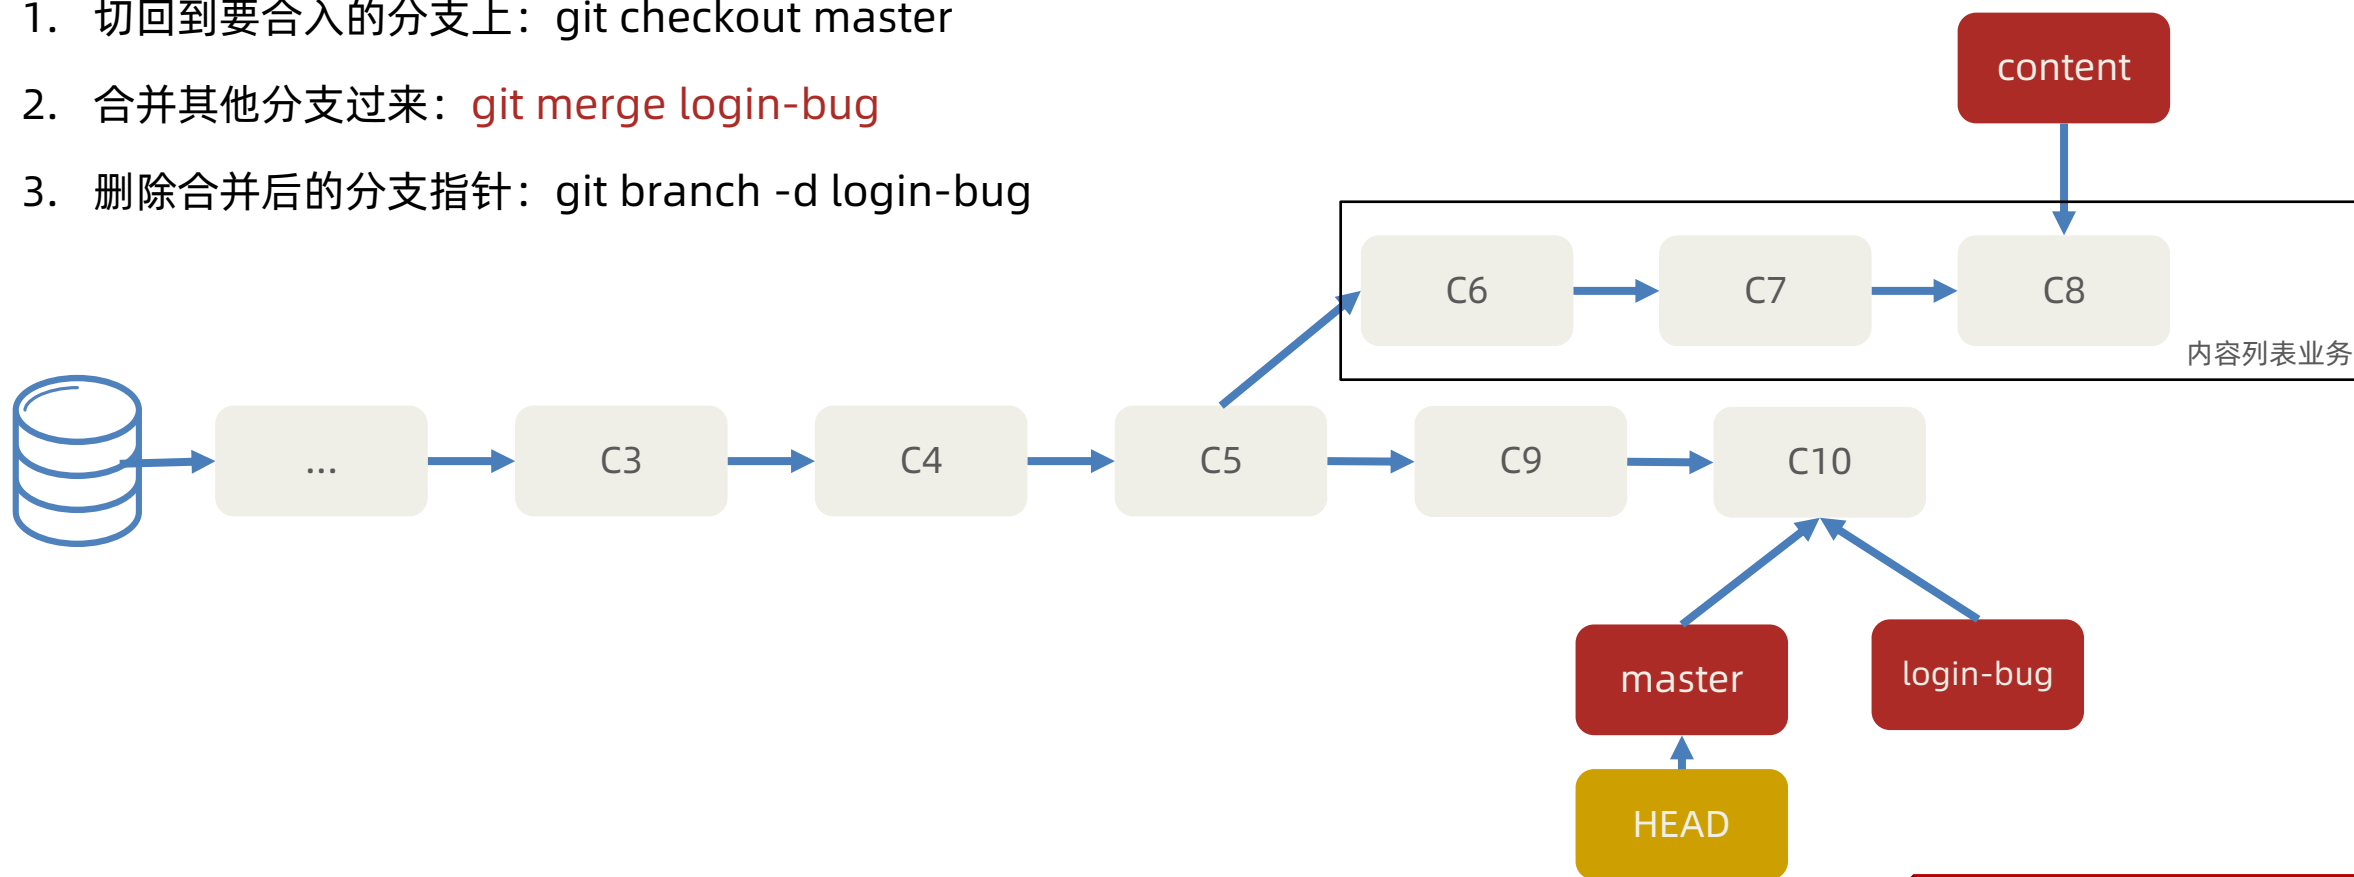 1. 切回到要合入的分支上：git checkout master
2. 合并其他分支过来：git merge login-bug
3. 删除合并后的分支指针：git branch -d login-bug
content
C6 C7 C8
内容列表业务
... C3 C4 C5 C9 C10
master login-bug
HEAD